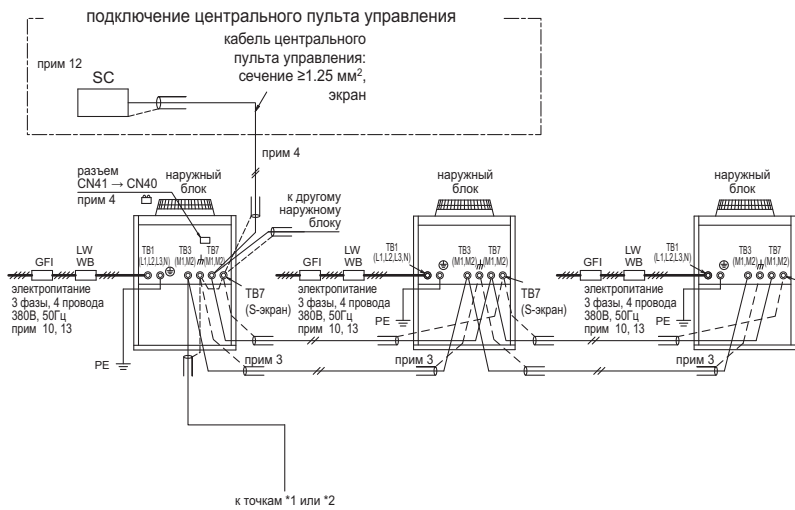 подключение центрального пульта управления
кабель центрального
пульта управления:
сечение ≥1.25 мм²,
экран
прим 12
SC
прим 4
разъем
CN41 → CN40
прим 4
наружный
блок
к другому
наружному
блоку
наружный
блок
наружный
блок
GFI
LW
WB
TB1
(L1,L2,L3,N)
TB3
(M1,M2)
TB7
(M1,M2)
GFI
LW
WB
TB1
(L1,L2,L3,N)
TB3
(M1,M2)
TB7
(M1,M2)
GFI
LW
WB
TB1
(L1,L2,L3,N)
TB3
(M1,M2)
TB7
(M1,M2)
электропитание
3 фазы, 4 провода
380В, 50Гц
прим 10, 13
TB7
(S-экран)
электропитание
3 фазы, 4 провода
380В, 50Гц
прим 10, 13
TB7
(S-экран)
электропитание
3 фазы, 4 провода
380В, 50Гц
прим 10, 13
PE
PE
PE
прим 3
прим 3
прим 3
к точкам *1 или *2